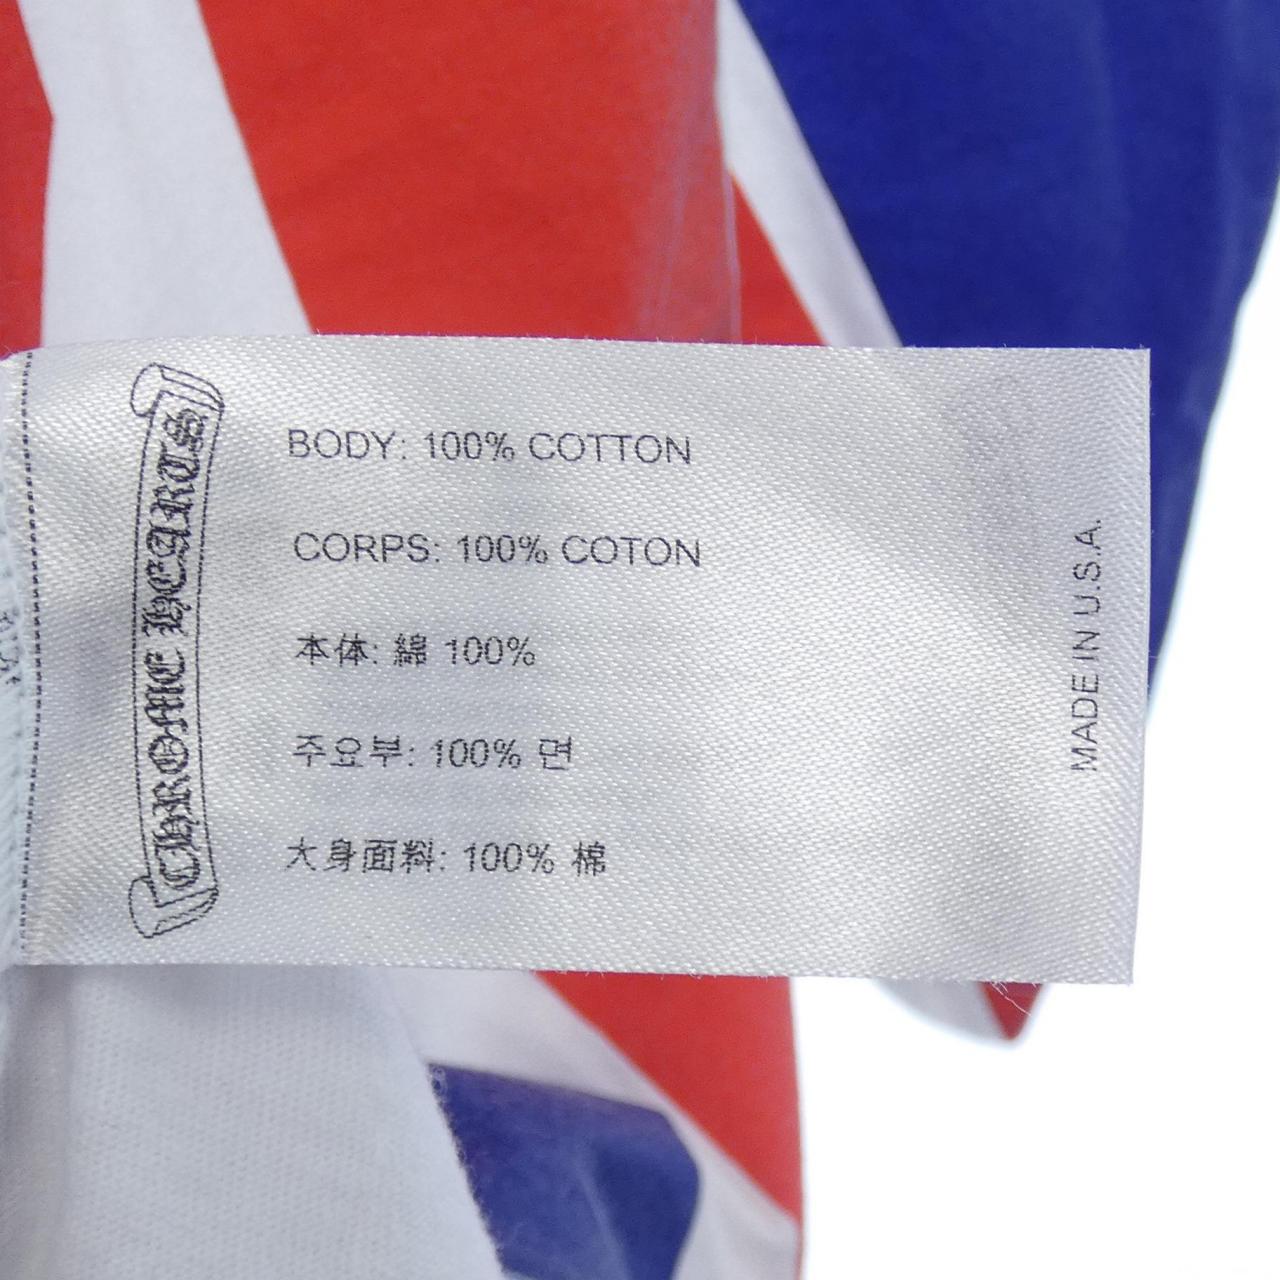 CHROME HEARTS
BODY: 100% COTTON
CORPS: 100% COTON
本体: 綿 100%
주요부: 100% 면
大身面料: 100% 棉
MADE IN U.S.A.